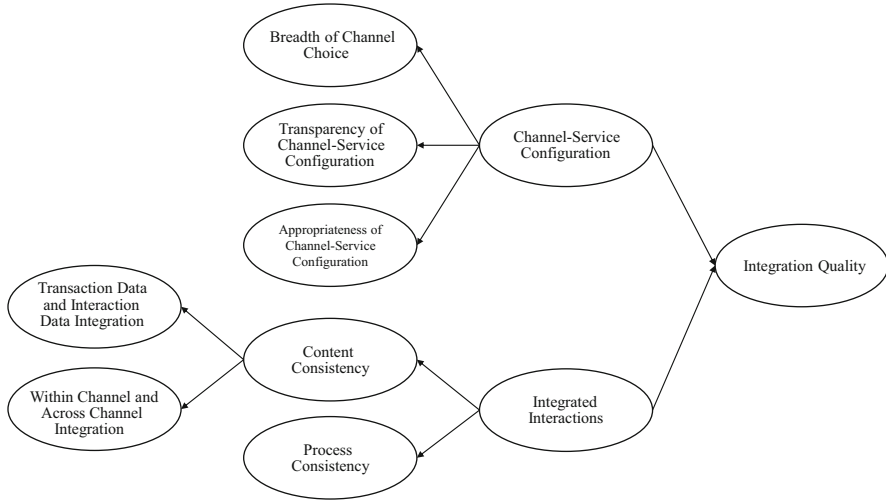 Breadth of Channel
Choice
Transparency of
Channel-Service
Configuration
Channel-Service
Configuration
Appropriateness of
Channel-Service
Configuration
Integration Quality
Transaction Data
and Interaction
Data Integration
Content
Consistency
Within Channel and
Across Channel
Integration
Integrated
Interactions
Process
Consistency